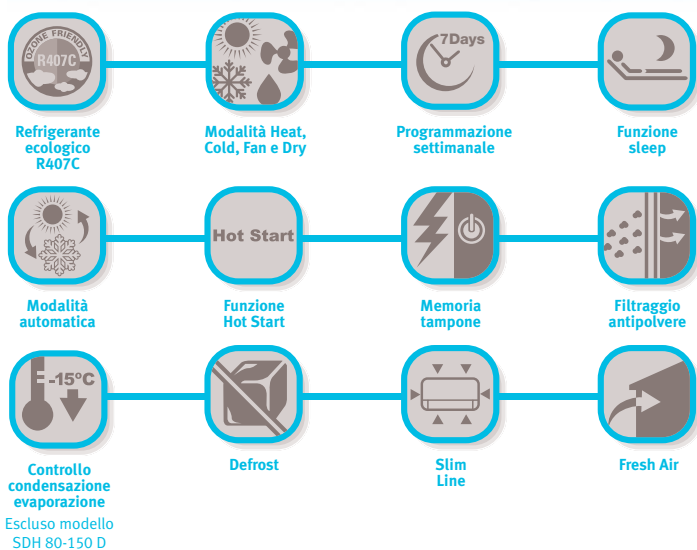 OZONE FRIENDLY
R407C
7Days
Refrigerante
ecologico
R407C
Modalità Heat,
Cold, Fan e Dry
Programmazione
settimanale
Funzione
sleep
Hot Start
Modalità
automatica
Funzione
Hot Start
Memoria
tampone
Filtraggio
antipolvere
-15°C
Controllo
condensazione
evaporazione
Escluso modello
SDH 80-150 D
Defrost
Slim
Line
Fresh Air